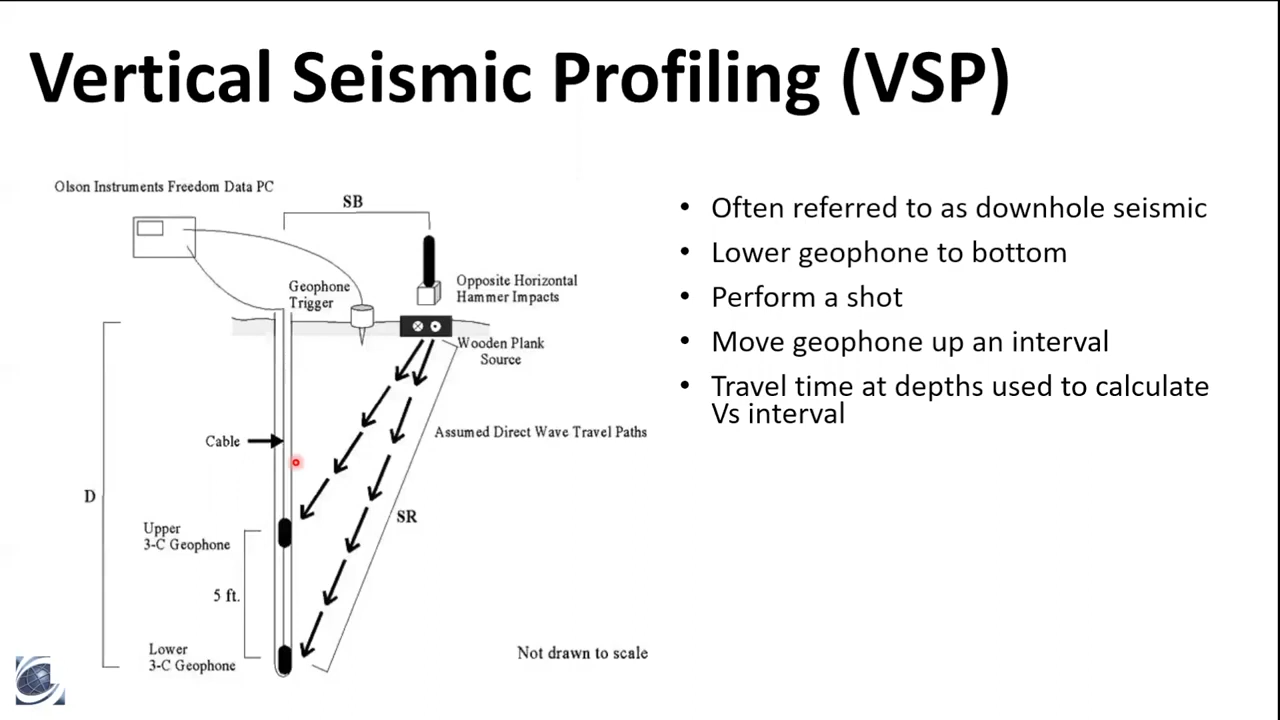 Vertical Seismic Profiling (VSP)
Olson Instruments Freedom Data PC
SB
Geophone
Trigger
Opposite Horizontal
Hammer Impacts
Wooden Plank
Source
Cable
Assumed Direct Wave Travel Paths
D
SR
Upper
3-C Geophone
5 ft.
Lower
3-C Geophone
Not drawn to scale
• Often referred to as downhole seismic
• Lower geophone to bottom
• Perform a shot
• Move geophone up an interval
• Travel time at depths used to calculate
Vs interval